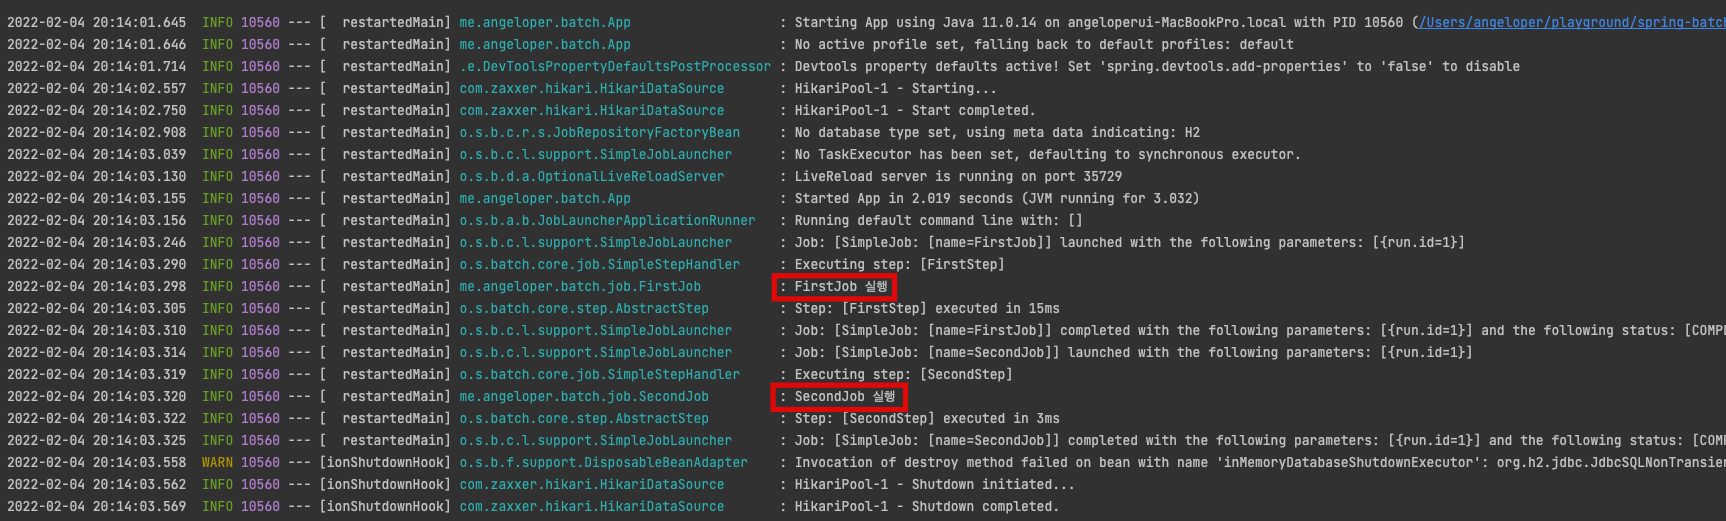 2022-02-04 20:14:01.645  INFO 10560 --- [  restartedMain] me.angeloper.batch.App                   : Starting App using Java 11.0.14 on angeloperui-MacBookPro.local with PID 10560 (/Users/angeloper/playground/spring-batc
2022-02-04 20:14:01.646  INFO 10560 --- [  restartedMain] me.angeloper.batch.App                   : No active profile set, falling back to default profiles: default
2022-02-04 20:14:01.714  INFO 10560 --- [  restartedMain] .e.DevToolsPropertyDefaultsPostProcessor : Devtools property defaults active! Set 'spring.devtools.add-properties' to 'false' to disable
2022-02-04 20:14:02.557  INFO 10560 --- [  restartedMain] com.zaxxer.hikari.HikariDataSource       : HikariPool-1 - Starting...
2022-02-04 20:14:02.750  INFO 10560 --- [  restartedMain] com.zaxxer.hikari.HikariDataSource       : HikariPool-1 - Start completed.
2022-02-04 20:14:02.908  INFO 10560 --- [  restartedMain] o.s.b.c.r.s.JobRepositoryFactoryBean     : No database type set, using meta data indicating: H2
2022-02-04 20:14:03.039  INFO 10560 --- [  restartedMain] o.s.b.c.l.support.SimpleJobLauncher      : No TaskExecutor has been set, defaulting to synchronous executor.
2022-02-04 20:14:03.130  INFO 10560 --- [  restartedMain] o.s.b.d.a.OptionalLiveReloadServer       : LiveReload server is running on port 35729
2022-02-04 20:14:03.155  INFO 10560 --- [  restartedMain] me.angeloper.batch.App                   : Started App in 2.019 seconds (JVM running for 3.032)
2022-02-04 20:14:03.156  INFO 10560 --- [  restartedMain] o.s.b.a.b.JobLauncherApplicationRunner   : Running default command line with: []
2022-02-04 20:14:03.246  INFO 10560 --- [  restartedMain] o.s.b.c.l.support.SimpleJobLauncher      : Job: [SimpleJob: [name=FirstJob]] launched with the following parameters: [{run.id=1}]
2022-02-04 20:14:03.290  INFO 10560 --- [  restartedMain] o.s.batch.core.job.SimpleStepHandler     : Executing step: [FirstStep]
2022-02-04 20:14:03.298  INFO 10560 --- [  restartedMain] me.angeloper.batch.job.FirstJob          : FirstJob 실행
2022-02-04 20:14:03.305  INFO 10560 --- [  restartedMain] o.s.batch.core.step.AbstractStep         : Step: [FirstStep] executed in 15ms
2022-02-04 20:14:03.310  INFO 10560 --- [  restartedMain] o.s.b.c.l.support.SimpleJobLauncher      : Job: [SimpleJob: [name=FirstJob]] completed with the following parameters: [{run.id=1}] and the following status: [COMPL
2022-02-04 20:14:03.314  INFO 10560 --- [  restartedMain] o.s.b.c.l.support.SimpleJobLauncher      : Job: [SimpleJob: [name=SecondJob]] launched with the following parameters: [{run.id=1}]
2022-02-04 20:14:03.319  INFO 10560 --- [  restartedMain] o.s.batch.core.job.SimpleStepHandler     : Executing step: [SecondStep]
2022-02-04 20:14:03.320  INFO 10560 --- [  restartedMain] me.angeloper.batch.job.SecondJob         : SecondJob 실행
2022-02-04 20:14:03.322  INFO 10560 --- [  restartedMain] o.s.batch.core.step.AbstractStep         : Step: [SecondStep] executed in 3ms
2022-02-04 20:14:03.325  INFO 10560 --- [  restartedMain] o.s.b.c.l.support.SimpleJobLauncher      : Job: [SimpleJob: [name=SecondJob]] completed with the following parameters: [{run.id=1}] and the following status: [COM
2022-02-04 20:14:03.558  WARN 10560 --- [ionShutdownHook] o.s.b.f.support.DisposableBeanAdapter    : Invocation of destroy method failed on bean with name 'inMemoryDatabaseShutdownExecutor': org.h2.jdbc.JdbcSQLNonTransien
2022-02-04 20:14:03.562  INFO 10560 --- [ionShutdownHook] com.zaxxer.hikari.HikariDataSource       : HikariPool-1 - Shutdown initiated...
2022-02-04 20:14:03.569  INFO 10560 --- [ionShutdownHook] com.zaxxer.hikari.HikariDataSource       : HikariPool-1 - Shutdown completed.